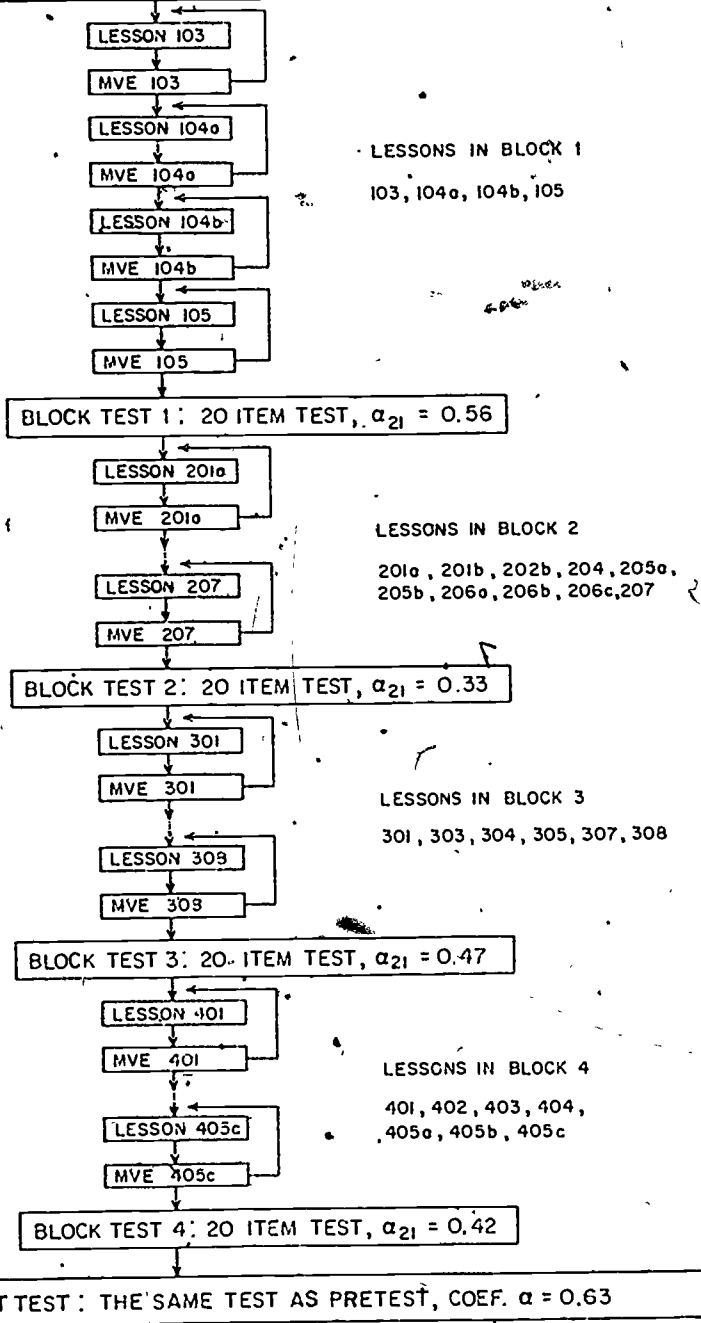 LESSON 103
MVE 103
LESSON 104a
MVE 104a
LESSONS IN BLOCK 1
103, 104a, 104b, 105
LESSON 104b
MVE 104b
LESSON 105
MVE 105
BLOCK TEST 1: 20 ITEM TEST, α21 = 0.56
LESSON 201a
MVE 201a
LESSONS IN BLOCK 2
201a, 201b, 202b, 204, 205a,
205b, 206a, 206b, 206c, 207
LESSON 207
MVE 207
BLOCK TEST 2: 20 ITEM TEST, α21 = 0.33
LESSON 301
MVE 301
LESSONS IN BLOCK 3
301, 303, 304, 305, 307, 308
LESSON 308
MVE 308
BLOCK TEST 3: 20 ITEM TEST, α21 = 0.47
LESSON 401
MVE 401
LESSONS IN BLOCK 4
401, 402, 403, 404,
405a, 405b, 405c
LESSON 405c
MVE 405c
BLOCK TEST 4: 20 ITEM TEST, α21 = 0.42
T TEST: THE SAME TEST AS PRETEST, COEF. α = 0.63